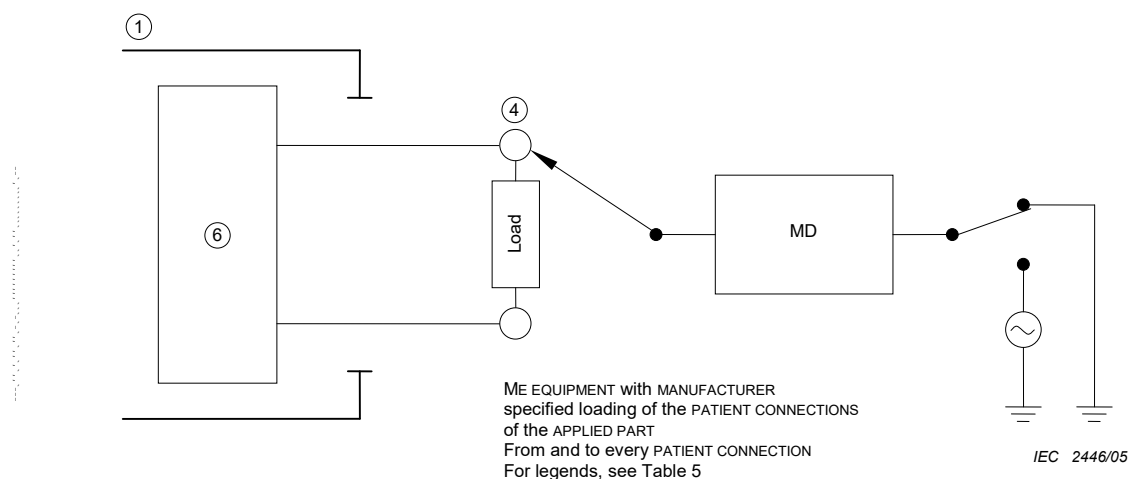 1
4
6
Load
MD
ME EQUIPMENT with MANUFACTURER
specified loading of the PATIENT CONNECTIONS
of the APPLIED PART
From and to every PATIENT CONNECTION
For legends, see Table 5
IEC 2446/05